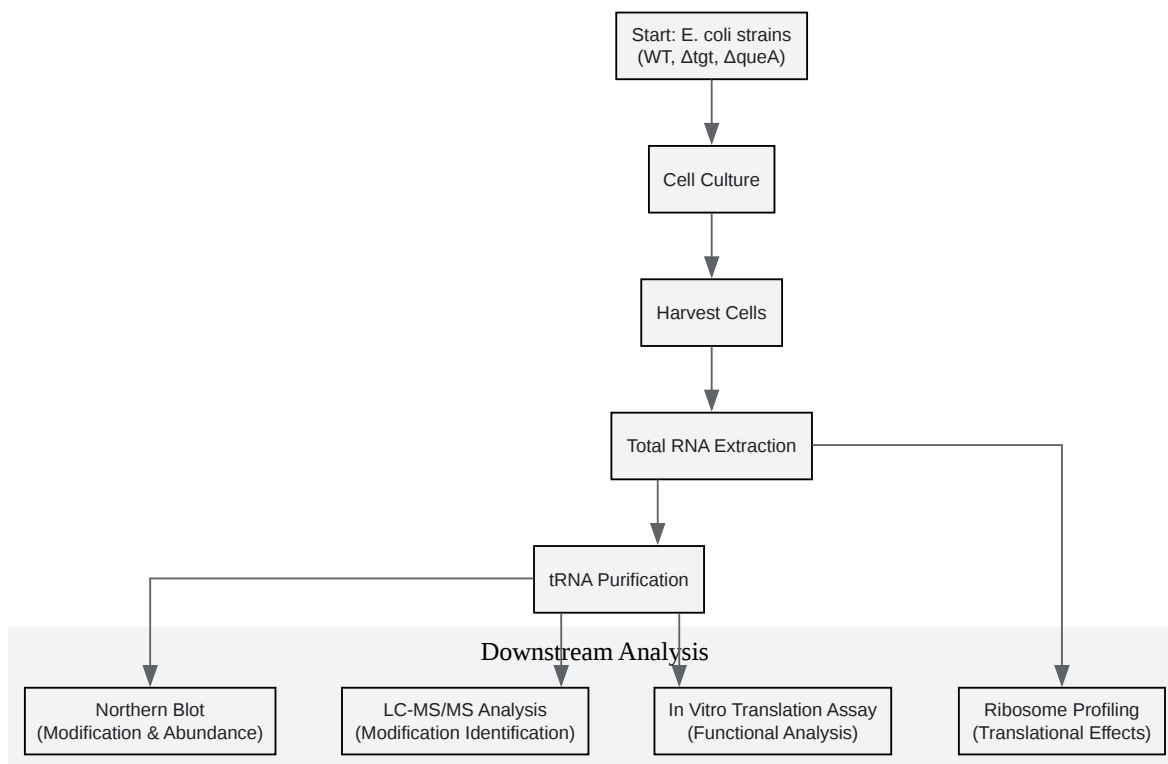 Start: E. coli strains
(WT, Δtgt, ΔqueA)
Cell Culture
Harvest Cells
Total RNA Extraction
tRNA Purification
Downstream Analysis
Northern Blot
(Modification & Abundance)
LC-MS/MS Analysis
(Modification Identification)
In Vitro Translation Assay
(Functional Analysis)
Ribosome Profiling
(Translational Effects)